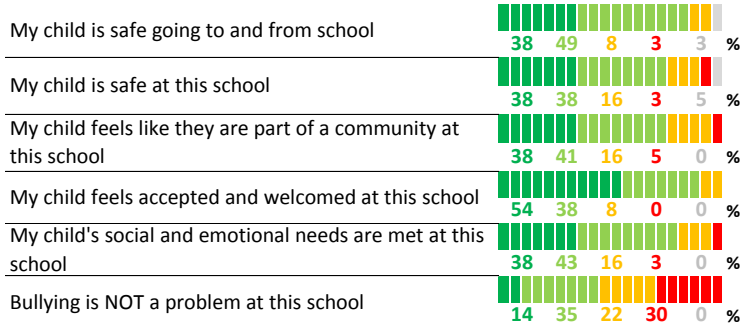 My child is safe going to and from school
38 49 8 3 3 %
My child is safe at this school
38 38 16 3 5 %
My child feels like they are part of a community at
this school
38 41 16 5 0 %
My child feels accepted and welcomed at this school
54 38 8 0 0 %
My child's social and emotional needs are met at this
school
38 43 16 3 0 %
Bullying is NOT a problem at this school
14 35 22 30 0 %